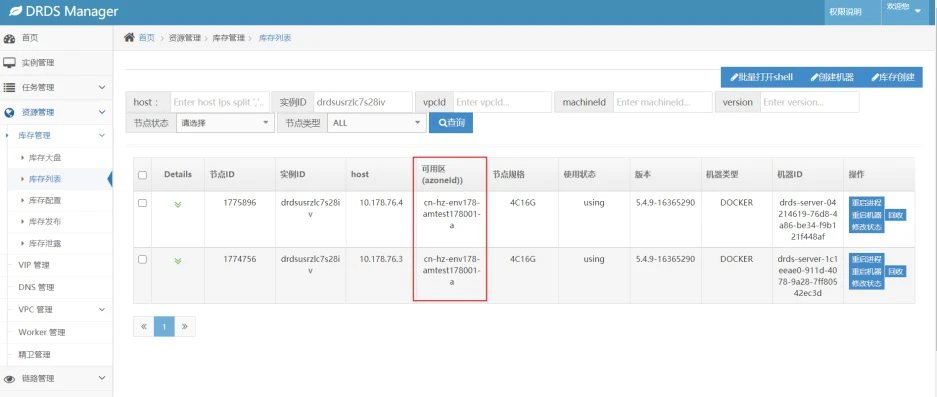 DRDS Manager
权限说明
欢迎您
首页
首页 > 资源管理 > 库存管理 > 库存列表
实例管理
任务管理
资源管理
库存管理
库存大盘
库存列表
库存配置
库存发布
库存泄露
VIP 管理
DNS 管理
VPC 管理
Worker 管理
精卫管理
链路管理
批量打开shell 创建机器 库存创建
host： Enter host Ips split ',',.. 实例ID drdsusrzlc7s28iv vpcId Enter vpcId... machineId Enter machineId... version Enter version...
节点状态 请选择 节点类型 ALL 查询
Details 节点ID 实例ID host 可用区 节点规格 使用状态 版本 机器类型 机器ID 操作
(azoneId))
1775896 drdsusrzlc7s28i 10.178.76.4 cn-hz-env178- 4C16G using 5.4.9-16365290 DOCKER drds-server-04 重启进程
v amtest178001- 214619-76d8-4 重启机器 回收
a a86-be34-f9b1 修改状态
21f448af
1774756 drdsusrzlc7s28i 10.178.76.3 cn-hz-env178- 4C16G using 5.4.9-16365290 DOCKER drds-server-1c1 重启进程
v amtest178001- eeae0-911d-40 重启机器 回收
a 78-9a28-7ff805 修改状态
42ec3d
« 1 »